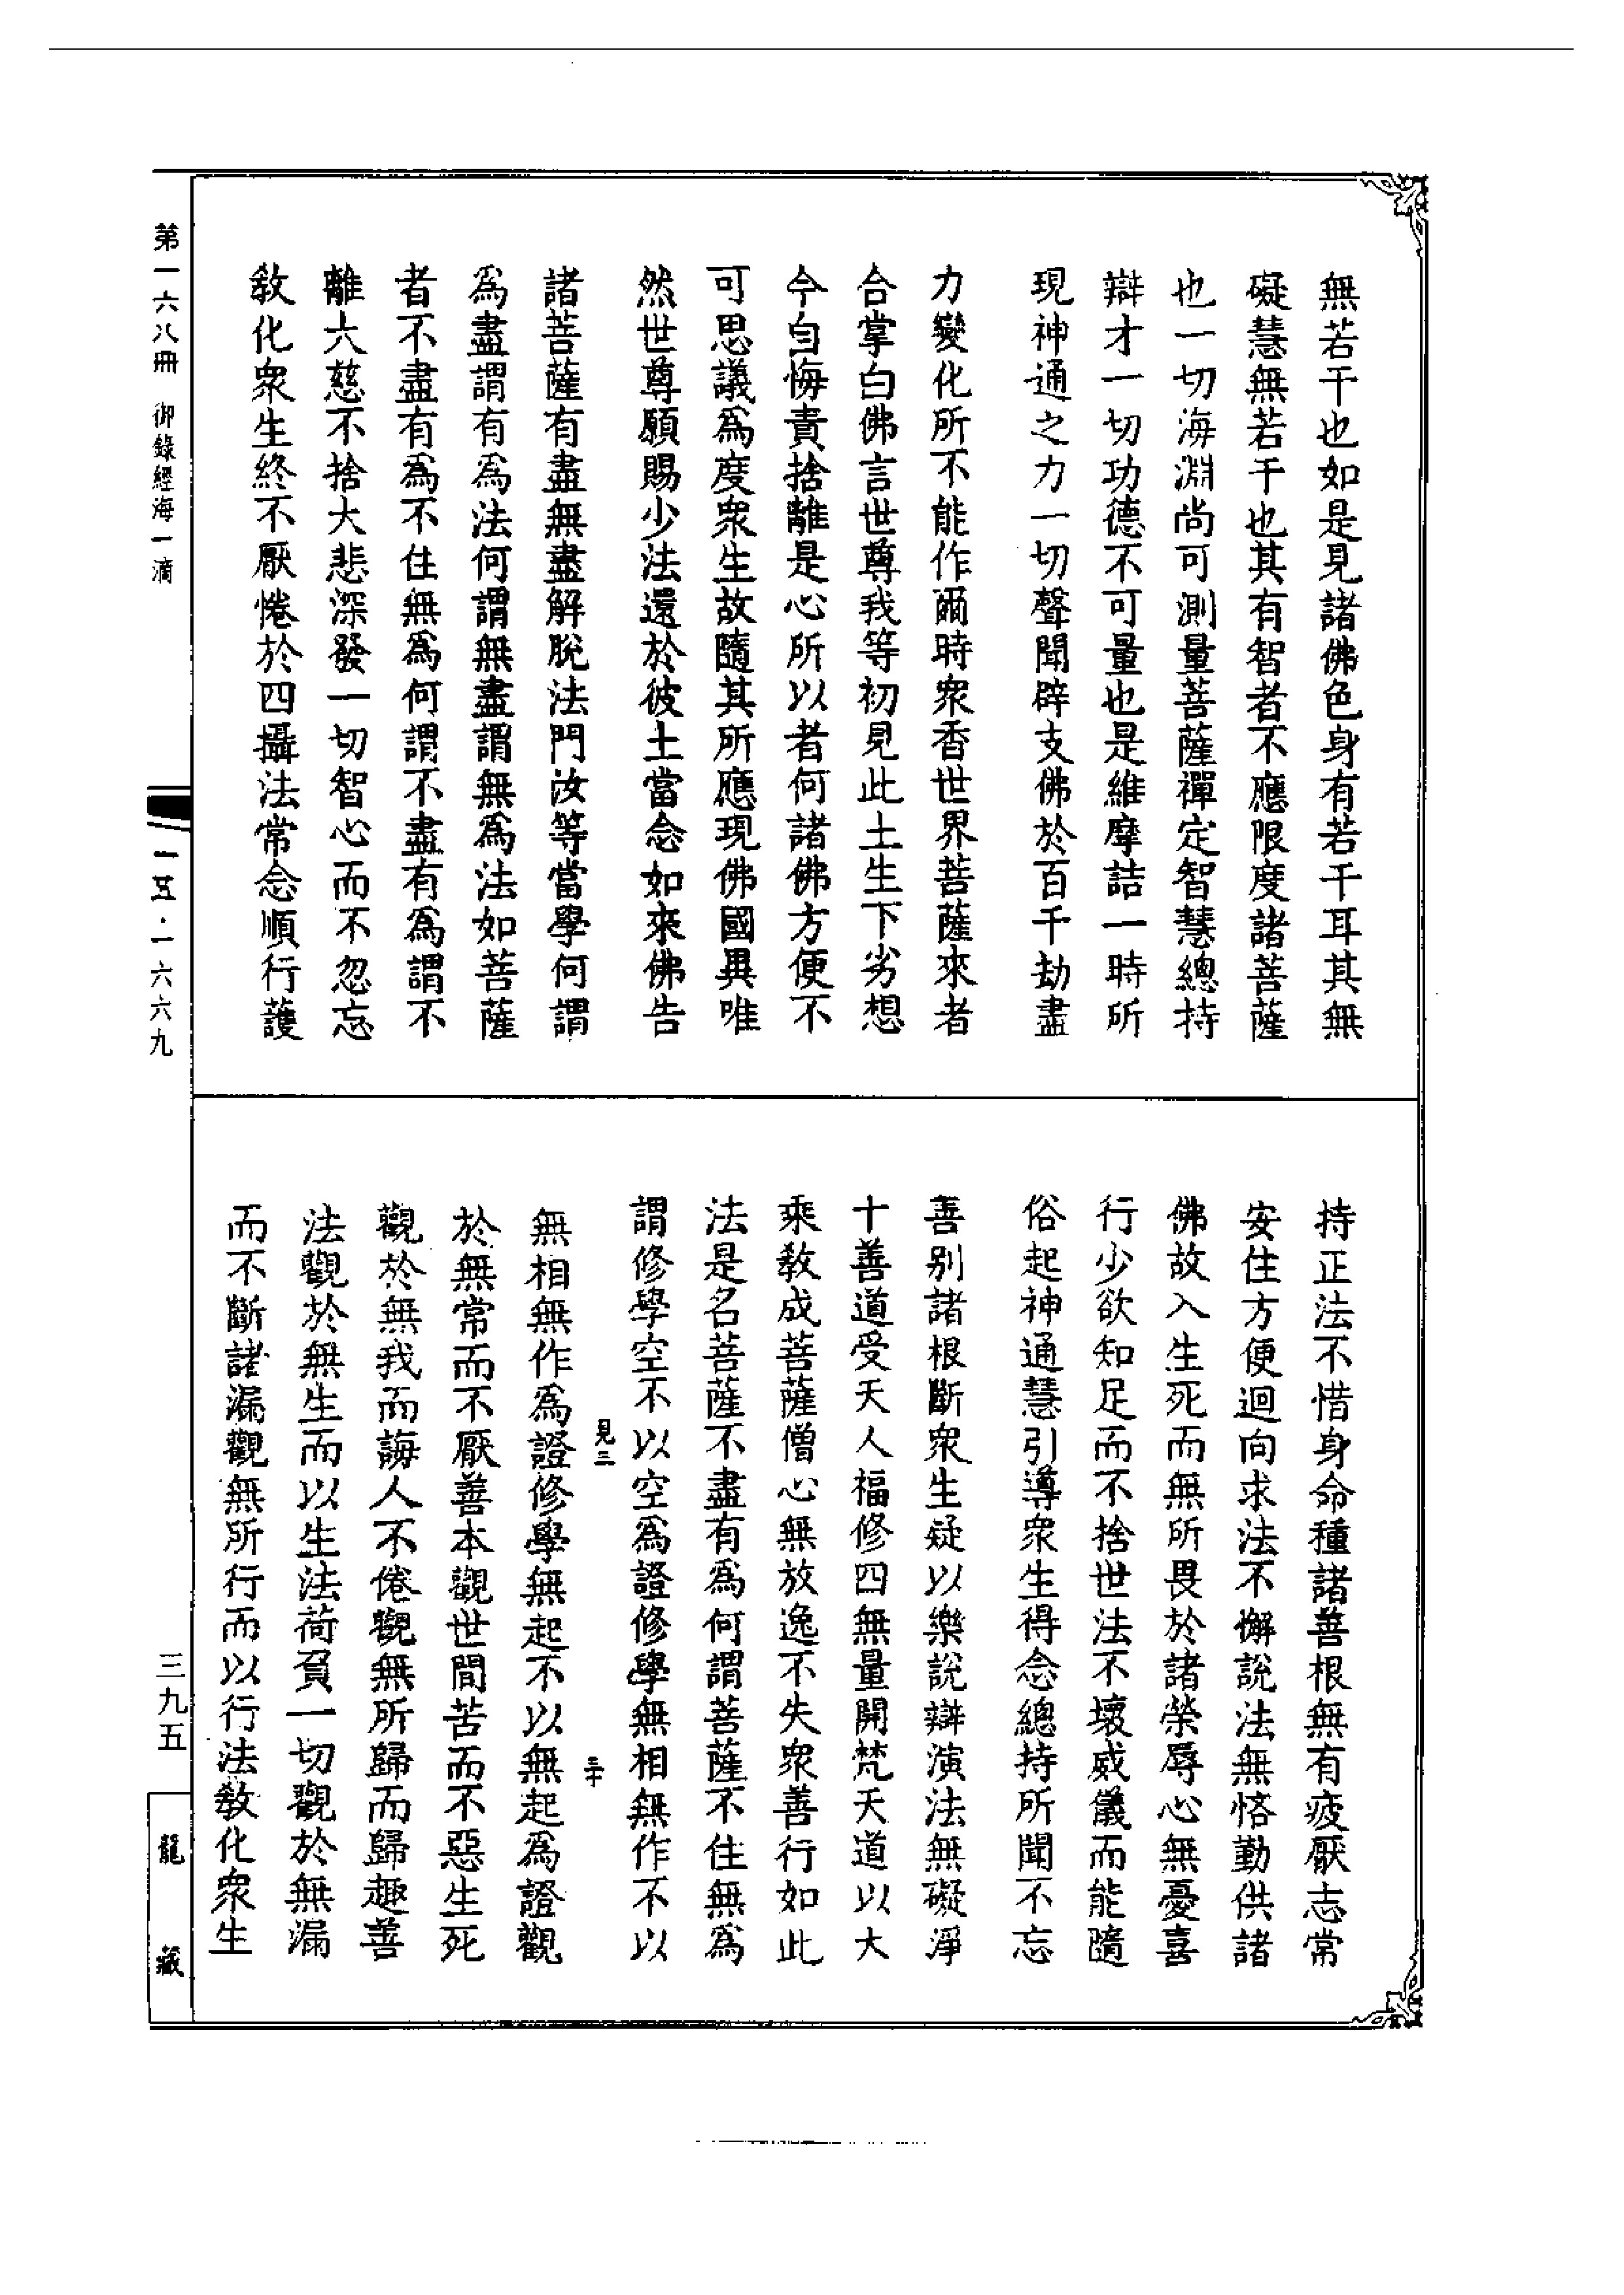 無若干也如是見諸佛色身有若干耳其無
礙慧無若干也其有智者不應限度諸菩薩
也一切海淵尚可測量菩薩禪定智慧總持
辯才一切功德不可量也是維摩詰一時所
現神通之力一切聲聞辟支佛於百千劫盡
力變化所不能作爾時衆香世界菩薩來者
合掌白佛言世尊我等初見此土生下劣想
今自悔責捨離是心所以者何諸佛方便不
可思議爲度衆生故隨其所應現佛國異唯
然世尊願賜少法還於彼土當念如來佛告
諸菩薩有盡無盡解脫法門汝等當學何謂
爲盡謂有爲法何謂無盡謂無爲法如菩薩
者不盡有爲不住無爲何謂不盡有爲謂不
離大慈不捨大悲深發一切智心而不忽忘
敎化衆生終不厭惓於四攝法常念順行護
持正法不惜身命種諸善根無有疲厭志常
安住方便迴向求法不懈說法無悋勤供諸
佛故入生死而無所畏於諸榮辱心無憂喜
行少欲知足而不捨世法不壞威儀而能隨
俗起神通慧引導衆生得念總持所聞不忘
善别諸根斷衆生疑以樂說辯演法無礙淨
十善道受天人福修四無量開梵天道以大
乘敎成菩薩僧心無放逸不失衆善行如此
法是名菩薩不盡有爲何謂菩薩不住無爲
謂修學空不以空爲證修學無相無作不以
見三
三十
無相無作爲證修學無起不以無起爲證觀
於無常而不厭善本觀世間苦而不惡生死
觀於無我而誨人不倦觀無所歸而歸趣善
法觀於無生而以生法荷負一切觀於無漏
而不斷諸漏觀無所行而以行法敎化衆生
第一六八冊 御錄經海一滴
一五·一六六九
三九五
龍藏